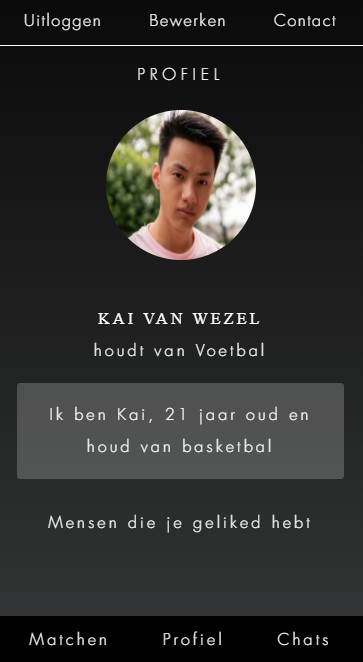 Uitloggen Bewerken Contact
PROFIEL
KAI VAN WEZEL
houdt van Voetbal
Ik ben Kai, 21 jaar oud en
houd van basketbal
Mensen die je geliked hebt
Matchen Profiel Chats